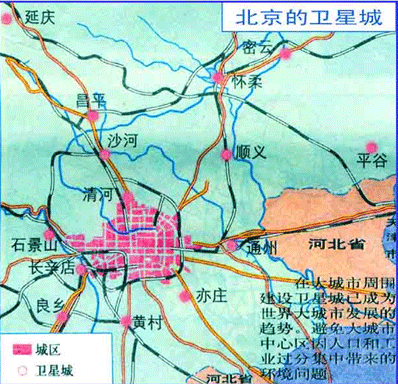 北京的卫星城
延庆
密云
怀柔
昌平
沙河
顺义
平谷
清河
石景山
通州
河北省
天津市
长辛店
亦庄
良乡
黄村
在大城市周围
建设卫星城已成为
世界大城市发展的
趋势。避免大城市
中心区因人口和工
业过分集中带来的
环境问题
城区
卫星城
河北省